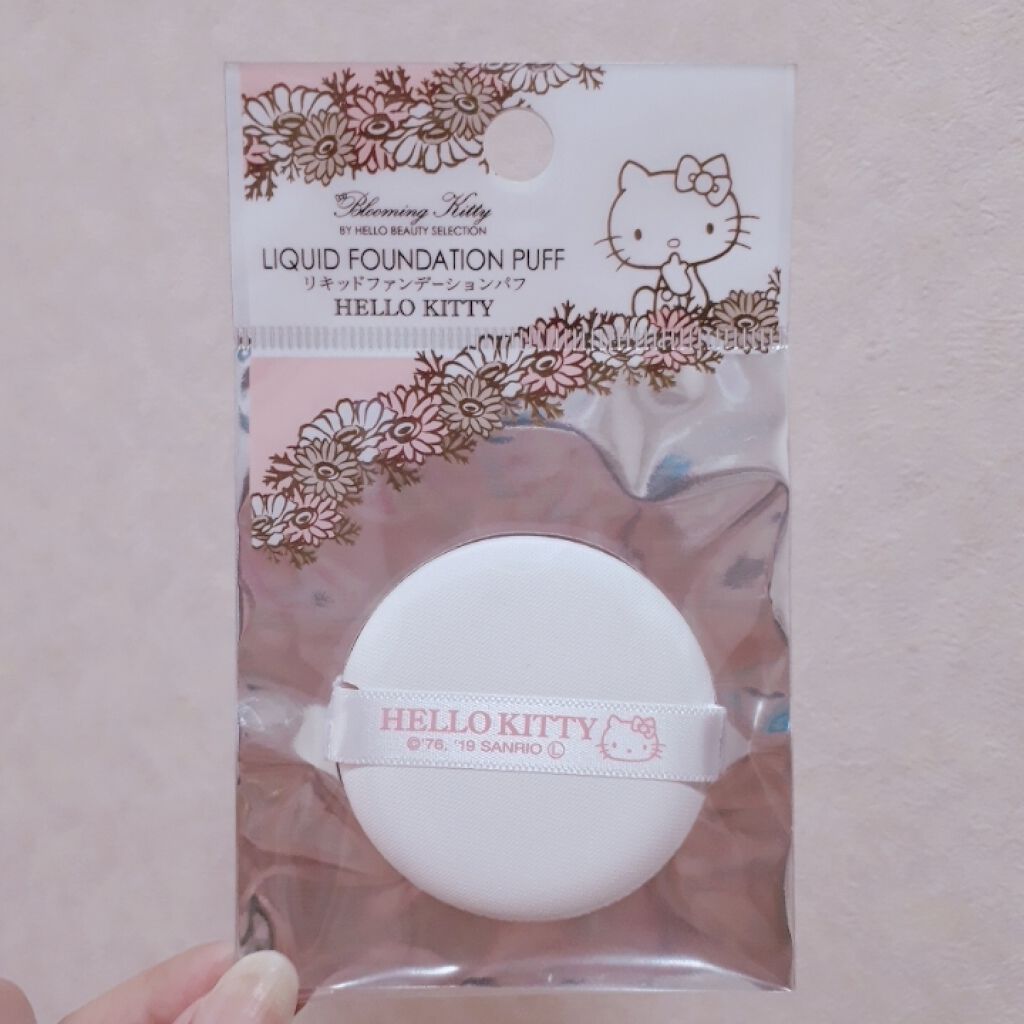 Blooming Kitty
BY HELLO BEAUTY SELECTION
LIQUID FOUNDATION PUFF
リキッドファンデーションパフ
HELLO KITTY
HELLO KITTY
©'76, '19 SANRIO Ⓛ